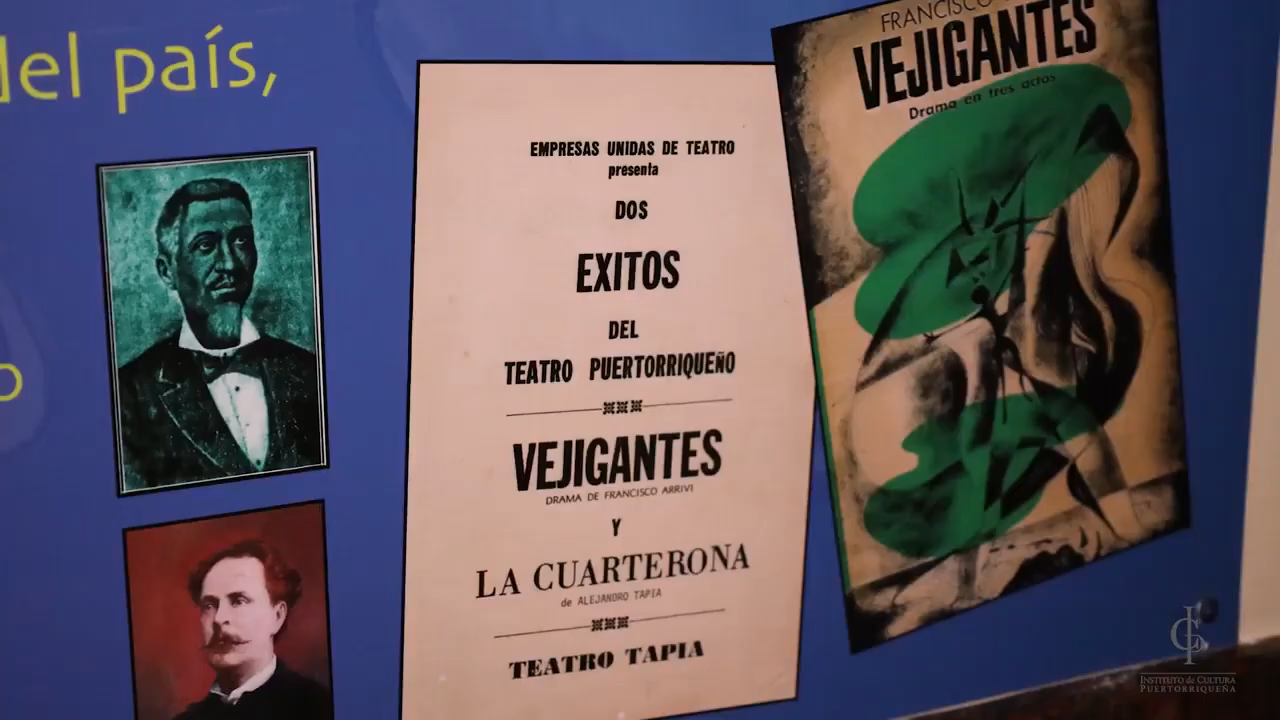 del país,
EMPRESAS UNIDAS DE TEATRO
presenta
DOS
EXITOS
DEL
TEATRO PUERTORRIQUEÑO
VEJIGANTES
DRAMA DE FRANCISCO ARRIVI
Y
LA CUARTERONA
de ALEJANDRO TAPIA
TEATRO TAPIA
FRANCISCO
VEJIGANTES
Drama en tres actos
INSTITUTO de CULTURA
PUERTORRIQUEÑA